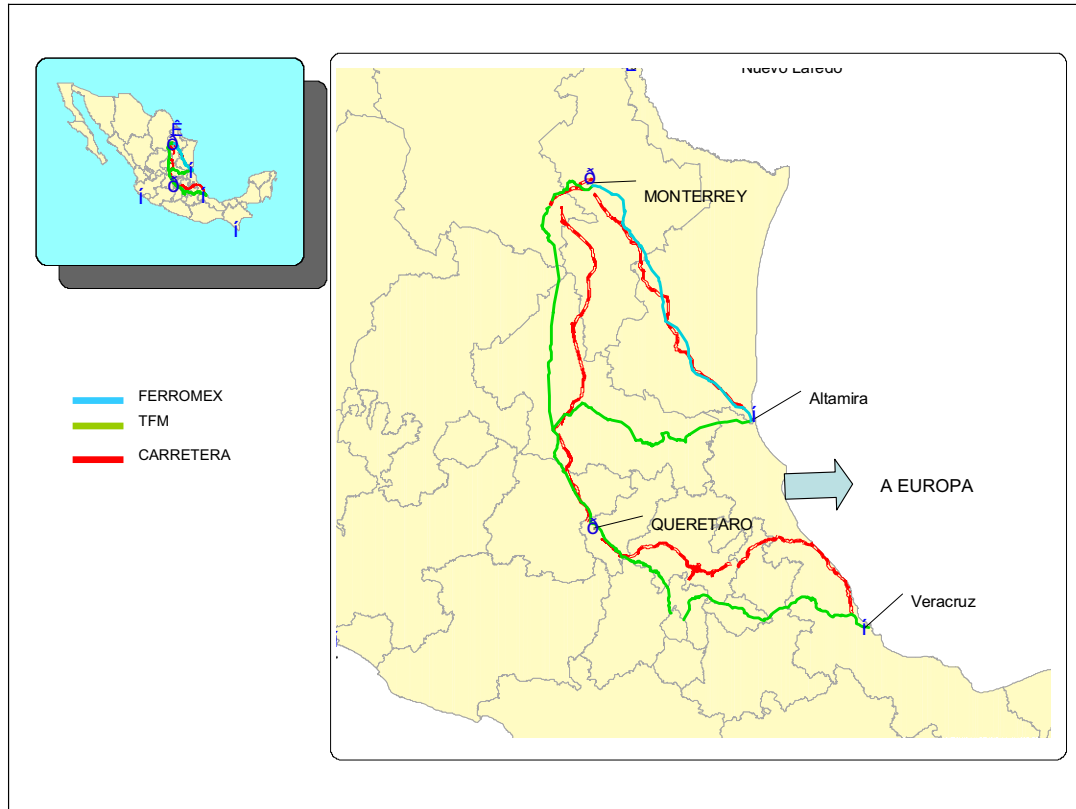 Nuevo Laredo
MONTERREY
FERROMEX
TFM
CARRETERA
Altamira
A EUROPA
QUERETARO
Veracruz